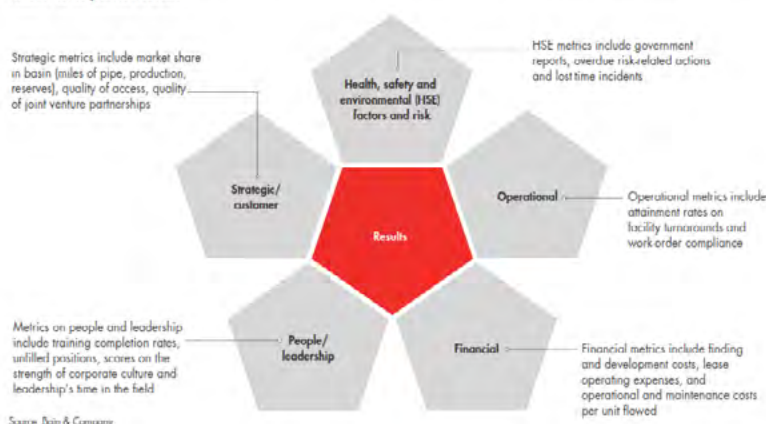 Strategic metrics include market share
in basin (miles of pipe, production,
reserves), quality of access, quality
of joint venture partnerships
Health, safety and
environmental (HSE)
factors and risk
HSE metrics include government
reports, overdue risk-related actions
and lost time incidents
Strategic/
customer
Operational
Operational metrics include
attainment rates on
facility turnarounds and
work-order compliance
Results
Metrics on people and leadership
include training completion rates,
unfilled positions, scores on the
strength of corporate culture and
leadership's time in the field
People/
leadership
Financial
Financial metrics include finding
and development costs, lease
operating expenses, and
operational and maintenance costs
per unit flowed
Source: Bain & Company